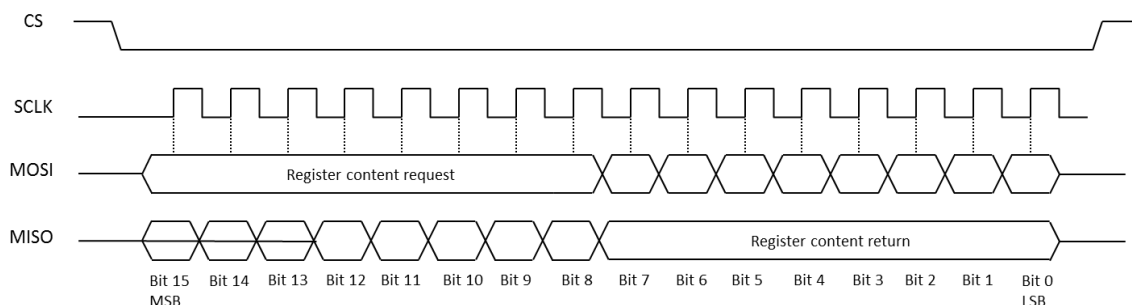 CS
SCLK
MOSI
Register content request
MISO
Register content return
Bit 15 Bit 14 Bit 13 Bit 12 Bit 11 Bit 10 Bit 9 Bit 8 Bit 7 Bit 6 Bit 5 Bit 4 Bit 3 Bit 2 Bit 1 Bit 0
MSB LSB